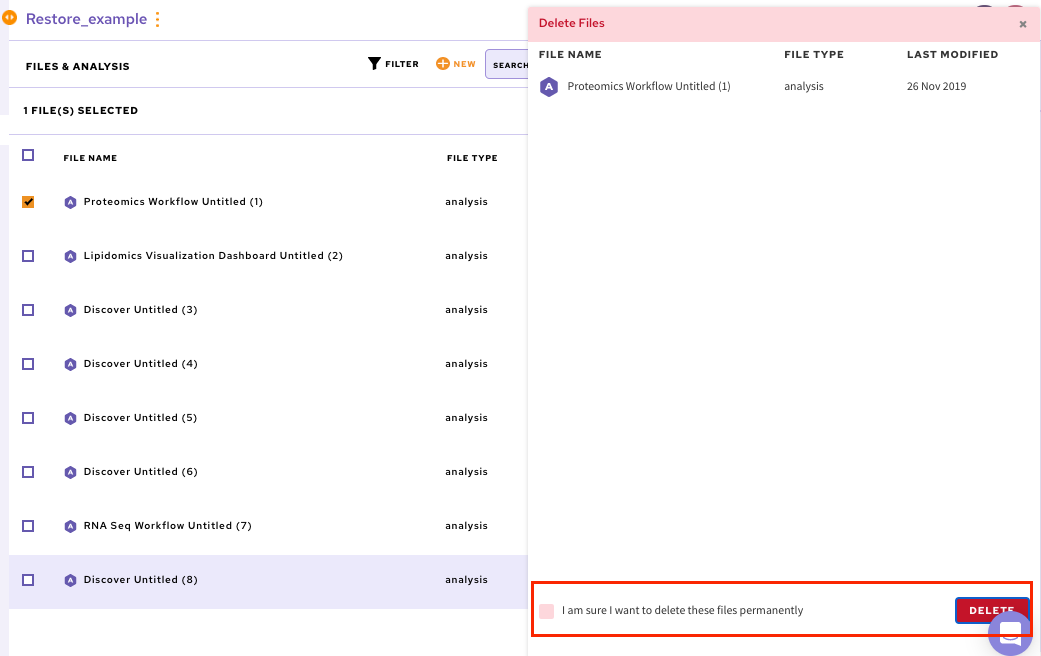 Restore_example
FILES & ANALYSIS
FILTER
NEW
SEARCH
1 FILE(S) SELECTED
FILE NAME FILE TYPE
A Proteomics Workflow Untitled (1) analysis
A Lipidomics Visualization Dashboard Untitled (2) analysis
A Discover Untitled (3) analysis
A Discover Untitled (4) analysis
A Discover Untitled (5) analysis
A Discover Untitled (6) analysis
A RNA Seq Workflow Untitled (7) analysis
A Discover Untitled (8) analysis
Delete Files ×
FILE NAME FILE TYPE LAST MODIFIED
A Proteomics Workflow Untitled (1) analysis 26 Nov 2019
I am sure I want to delete these files permanently
DELETE